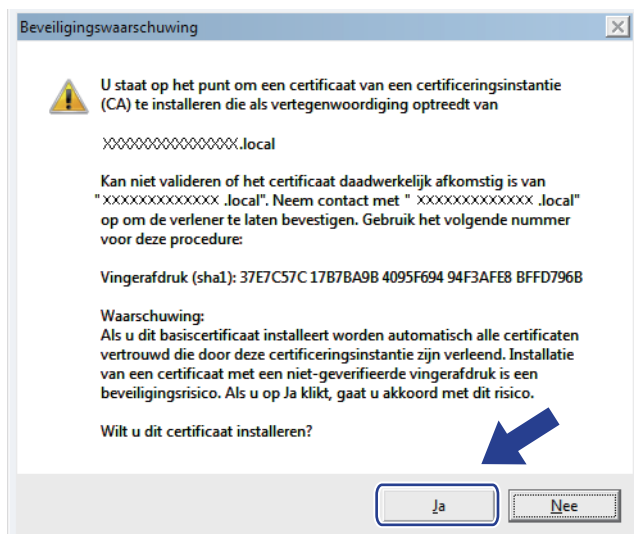 Beveiligingswaarschuwing
U staat op het punt om een certificaat van een certificeringsinstantie
(CA) te installeren die als vertegenwoordiging optreedt van
XXXXXXXXXXXXXXX.local
Kan niet valideren of het certificaat daadwerkelijk afkomstig is van
"XXXXXXXXXXXXX .local". Neem contact met " XXXXXXXXXXXXX .local"
op om de verlener te laten bevestigen. Gebruik het volgende nummer
voor deze procedure:
Vingerafdruk (sha1): 37E7C57C 17B7BA9B 4095F694 94F3AFE8 BFFD796B
Waarschuwing:
Als u dit basiscertificaat installeert worden automatisch alle certificaten
vertrouwd die door deze certificeringsinstantie zijn verleend. Installatie
van een certificaat met een niet-geverifieerde vingerafdruk is een
beveiligingsrisico. Als u op Ja klikt, gaat u akkoord met dit risico.
Wilt u dit certificaat installeren?
Ja
Nee